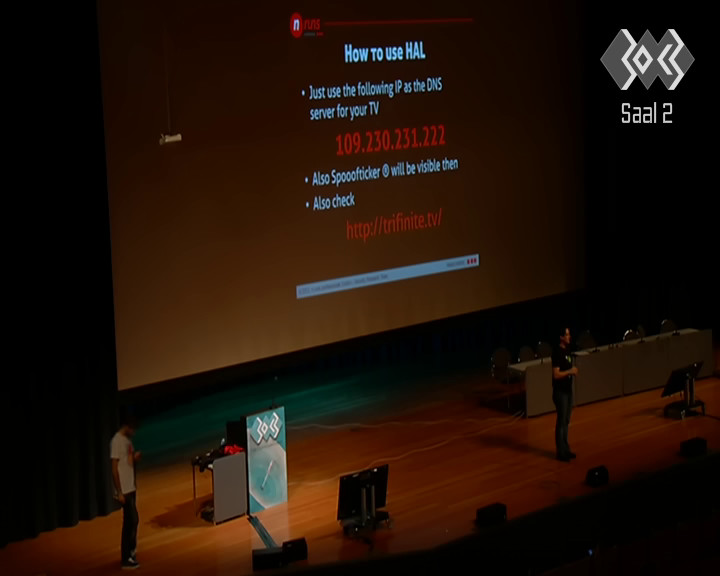 n runs
How to use HAL
• Just use the following IP as the DNS
server for your TV
109.230.231.222
• Also Spooofticker ® will be visible then
• Also check
http://trifinite.tv/
Saal 2